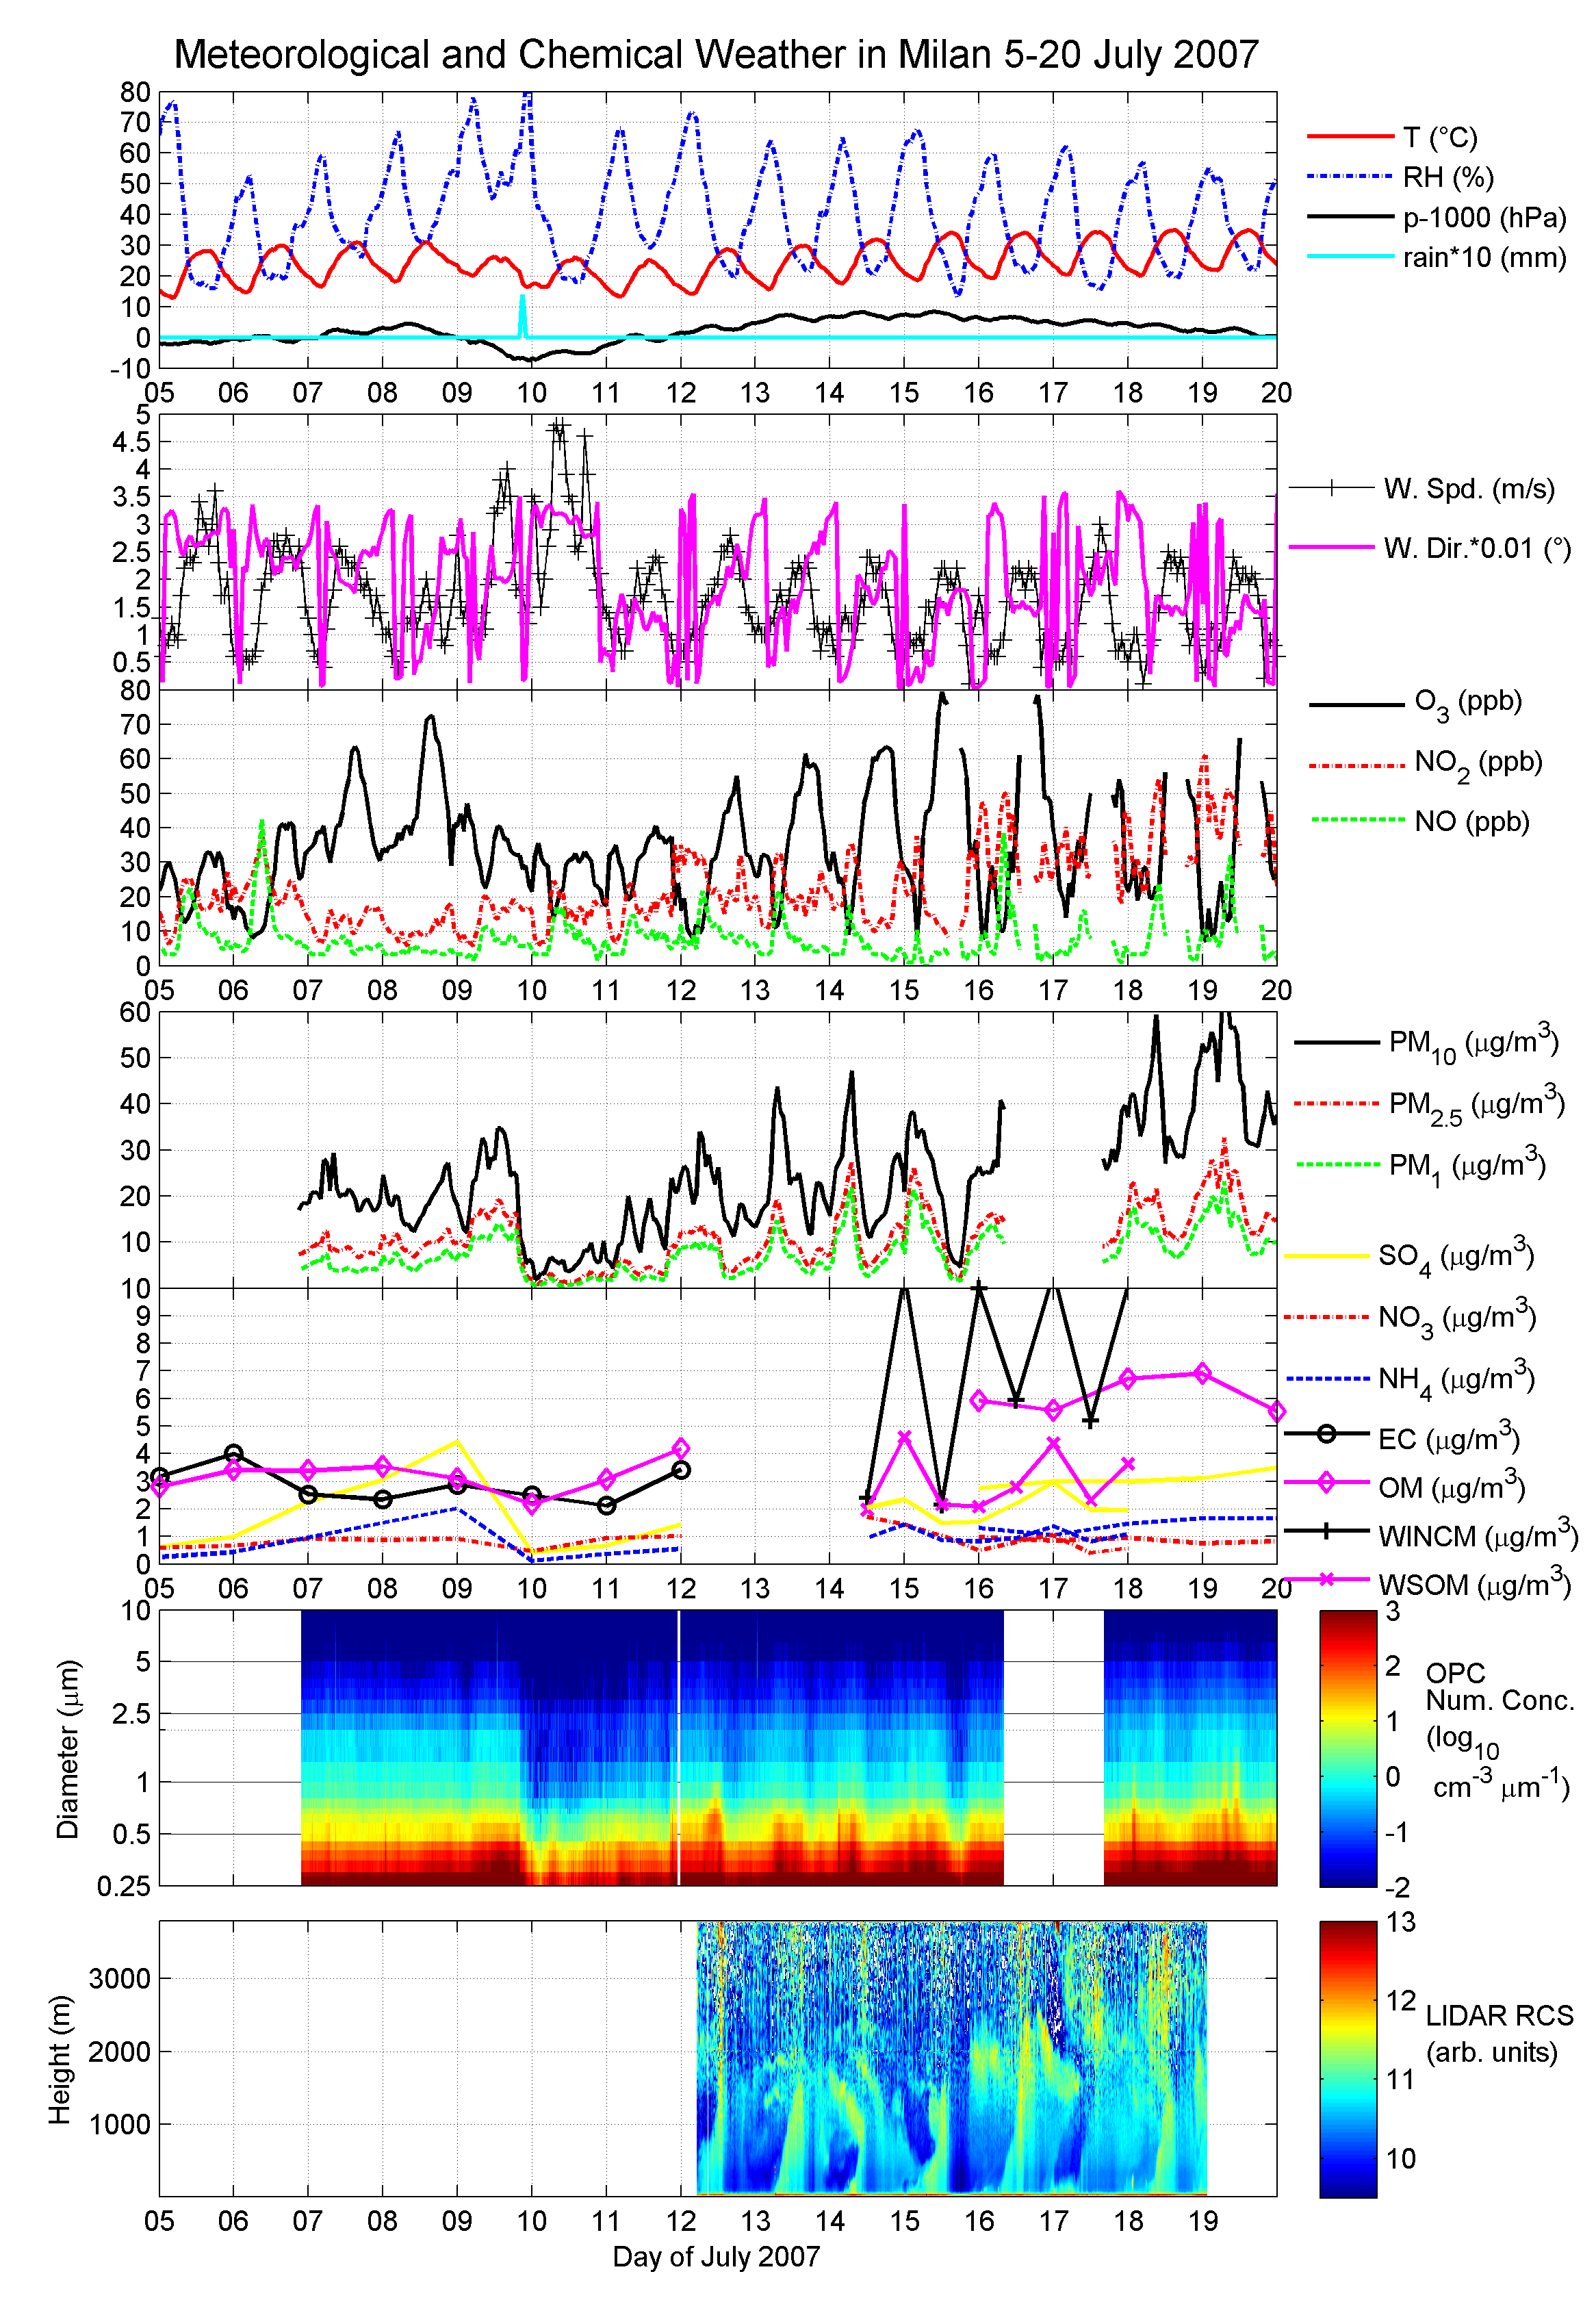 Meteorological and Chemical Weather in Milan 5-20 July 2007
80
70
60
50
40
30
20
10
0
-10
05 06 07 08 09 10 11 12 13 14 15 16 17 18 19 20
T (°C)
RH (%)
p-1000 (hPa)
rain*10 (mm)
5
4.5
4
3.5
3
2.5
2
1.5
1
0.5
W. Spd. (m/s)
W. Dir.*0.01 (°)
80
70
60
50
40
30
20
10
0
05 06 07 08 09 10 11 12 13 14 15 16 17 18 19 20
O3 (ppb)
NO2 (ppb)
NO (ppb)
60
50
40
30
20
10
PM10 (μg/m3)
PM2.5 (μg/m3)
PM1 (μg/m3)
10
9
8
7
6
5
4
3
2
1
0
05 06 07 08 09 10 11 12 13 14 15 16 17 18 19 20
SO4 (μg/m3)
NO3 (μg/m3)
NH4 (μg/m3)
EC (μg/m3)
OM (μg/m3)
WINCM (μg/m3)
WSOM (μg/m3)
Diameter (μm)
10
5
2.5
1
0.5
0.25
3
2
1
0
-1
-2
OPC
Num. Conc.
(log10
cm-3 μm-1)
Height (m)
3000
2000
1000
05 06 07 08 09 10 11 12 13 14 15 16 17 18 19
Day of July 2007
13
12
11
10
LIDAR RCS
(arb. units)